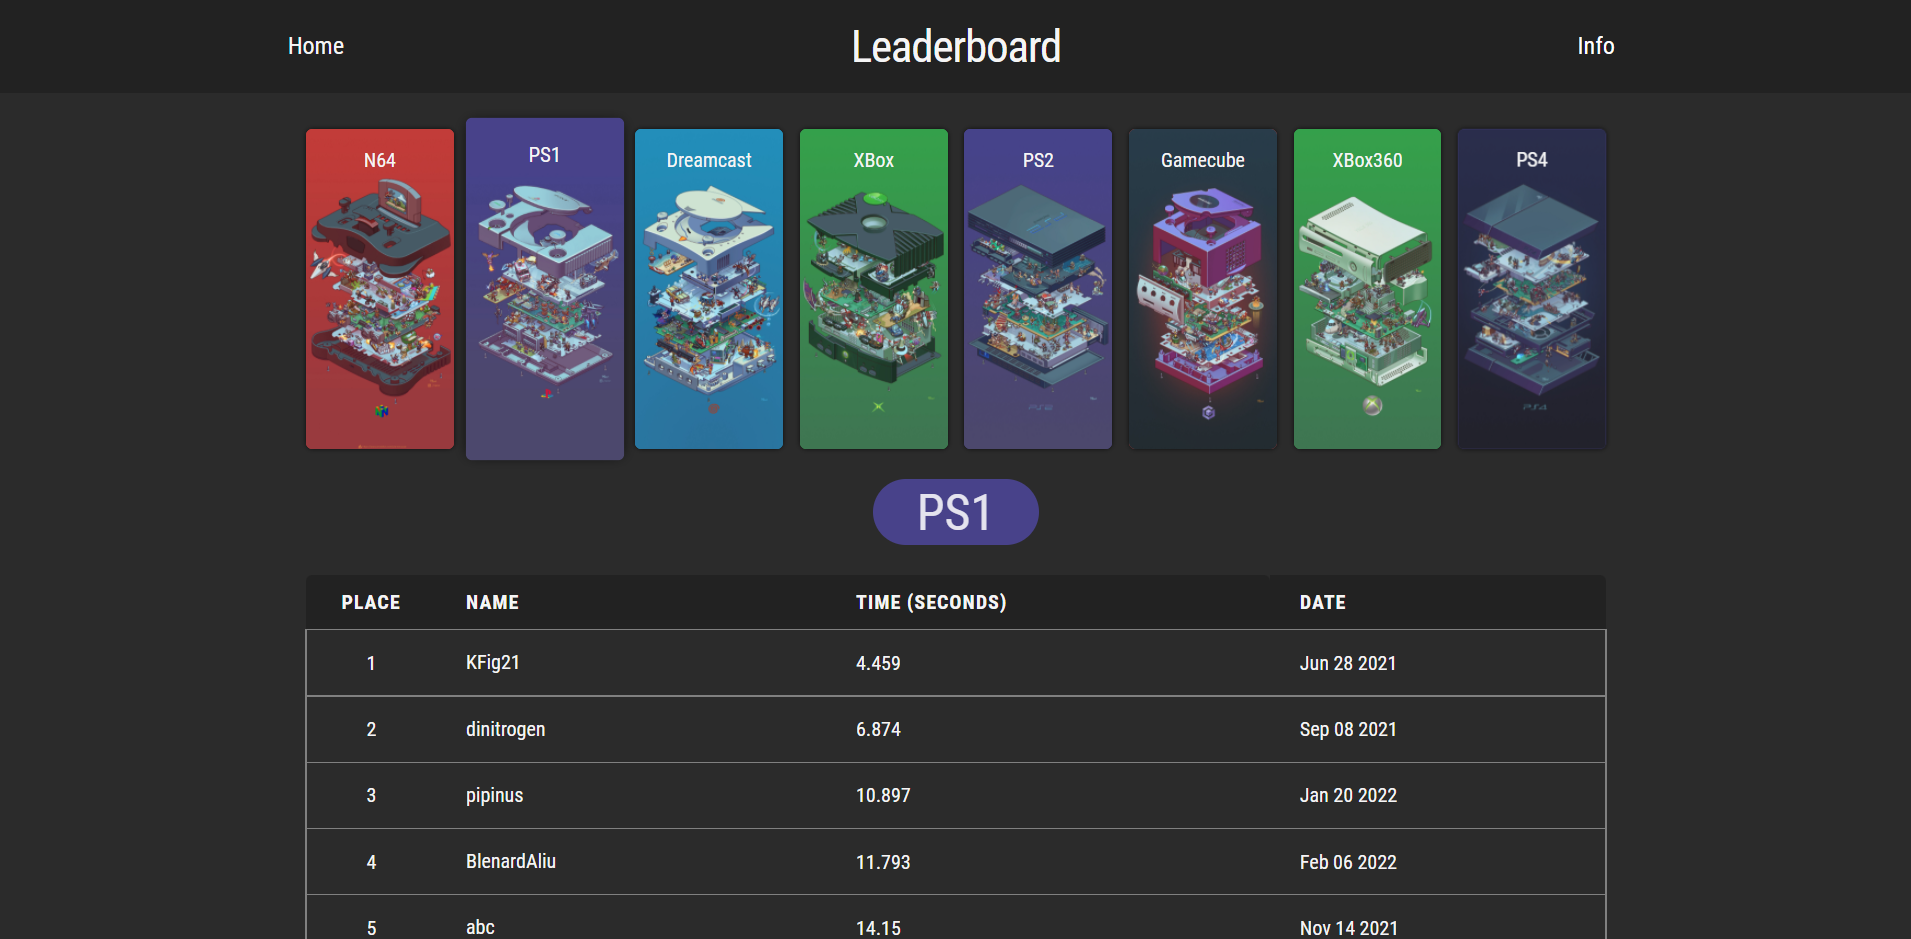 Home Leaderboard Info
N64 PS1 Dreamcast XBox PS2 Gamecube XBox360 PS4
PS2 PS4
PS1
PLACE NAME TIME (SECONDS) DATE
1 KFig21 4.459 Jun 28 2021
2 dinitrogen 6.874 Sep 08 2021
3 pipinus 10.897 Jan 20 2022
4 BlenardAliu 11.793 Feb 06 2022
5 abc 14.15 Nov 14 2021